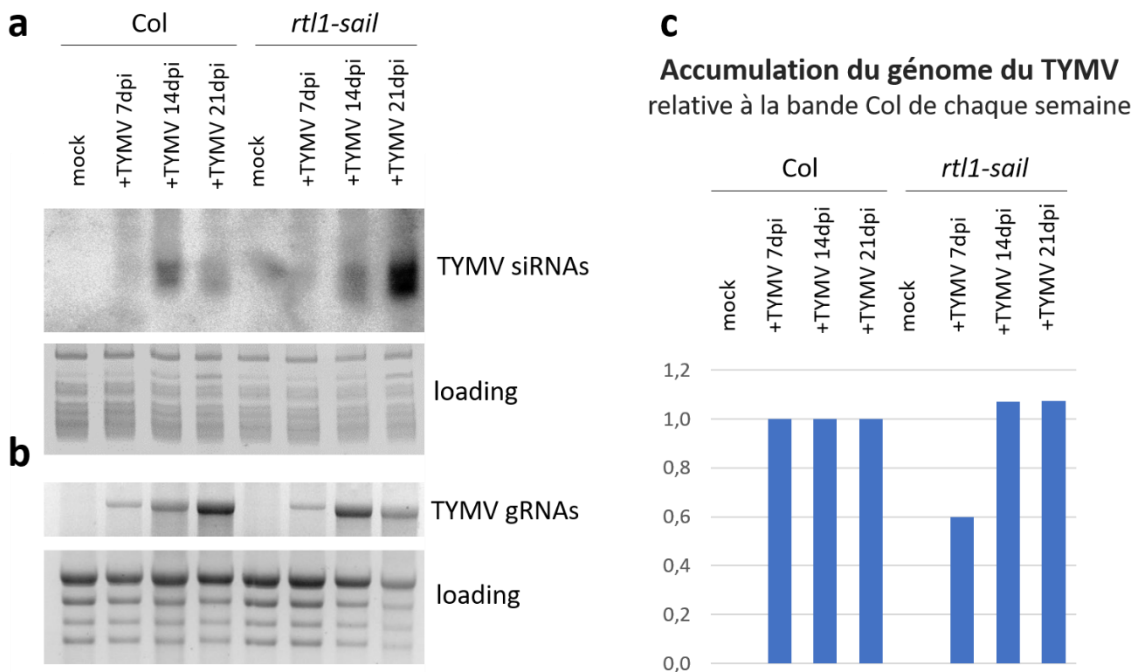 a
Col rtl1-sail
mock +TYMV 7dpi +TYMV 14dpi +TYMV 21dpi mock +TYMV 7dpi +TYMV 14dpi +TYMV 21dpi
TYMV siRNAs
loading
b
TYMV gRNAs
loading
c
Accumulation du génome du TYMV
relative à la bande Col de chaque semaine
Col rtl1-sail
mock +TYMV 7dpi +TYMV 14dpi +TYMV 21dpi mock +TYMV 7dpi +TYMV 14dpi +TYMV 21dpi
1,2
1,0
0,8
0,6
0,4
0,2
0,0